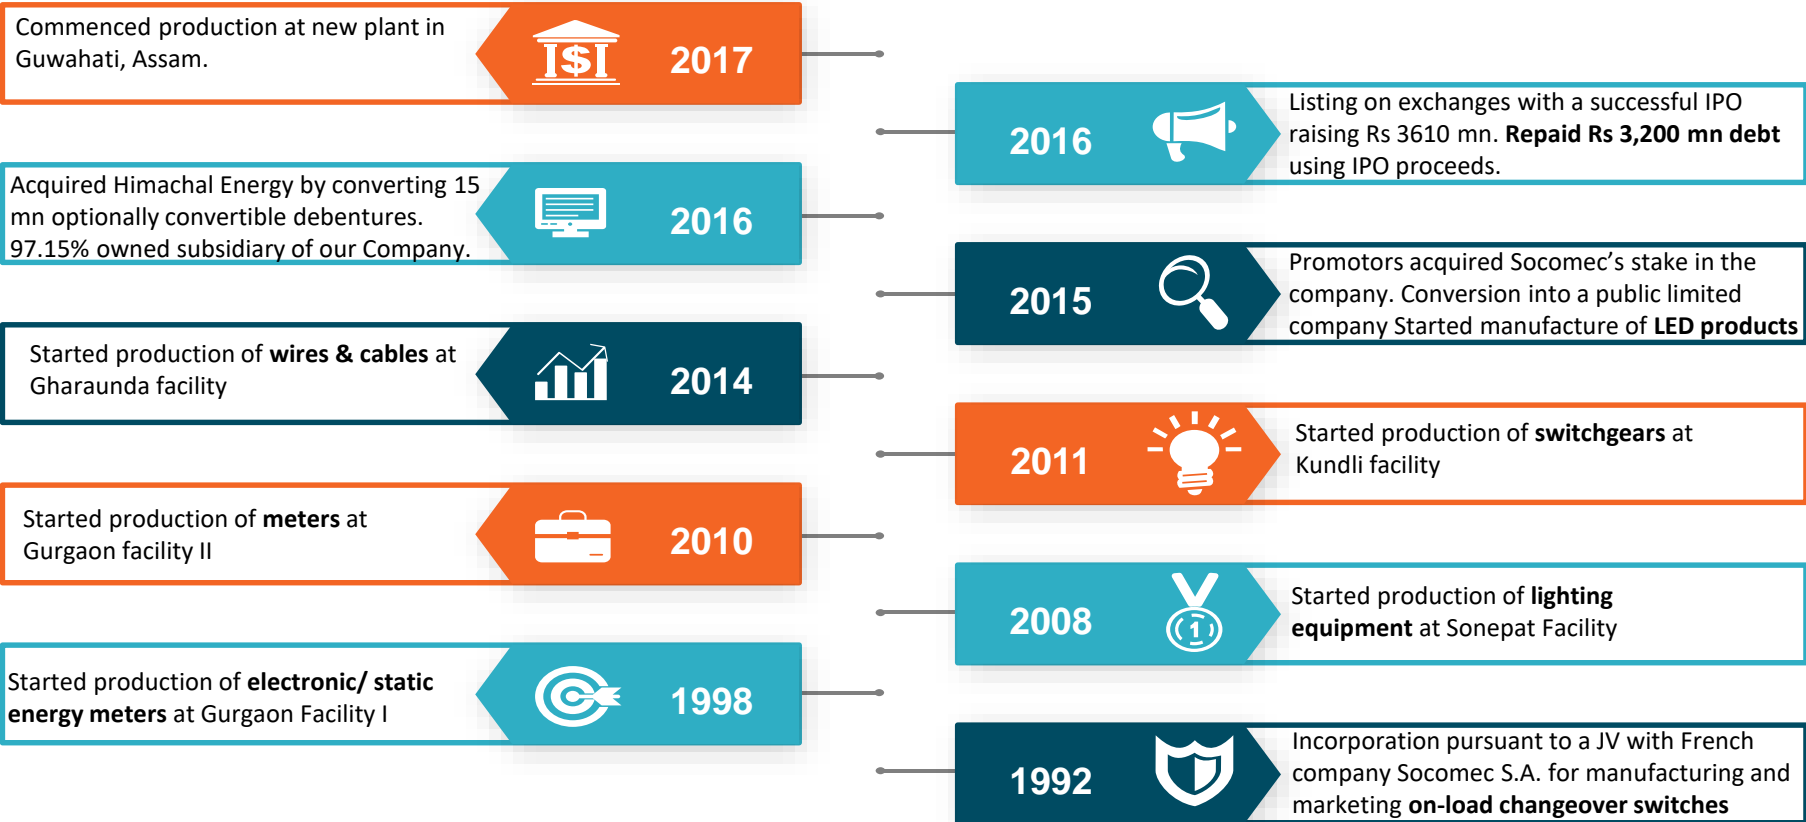 Commenced production at new plant in
Guwahati, Assam.
$
2017
2016
Listing on exchanges with a successful IPO
raising Rs 3610 mn. Repaid Rs 3,200 mn debt
using IPO proceeds.
Acquired Himachal Energy by converting 15
mn optionally convertible debentures.
97.15% owned subsidiary of our Company.
2016
2015
Promotors acquired Socomec’s stake in the
company. Conversion into a public limited
company Started manufacture of LED products
Started production of wires & cables at
Gharaunda facility
2014
2011
Started production of switchgears at
Kundli facility
Started production of meters at
Gurgaon facility II
2010
2008
1
Started production of lighting
equipment at Sonepat Facility
Started production of electronic/ static
energy meters at Gurgaon Facility I
1998
1992
Incorporation pursuant to a JV with French
company Socomec S.A. for manufacturing and
marketing on-load changeover switches